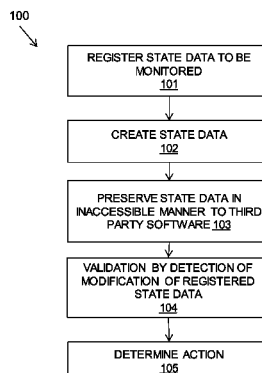 100
REGISTER STATE DATA TO BE
MONITORED
101
CREATE STATE DATA
102
PRESERVE STATE DATA IN
INACCESSIBLE MANNER TO THIRD
PARTY SOFTWARE 103
VALIDATION BY DETECTION OF
MODIFICATION OF REGISTERED
STATE DATA
104
DETERMINE ACTION
105